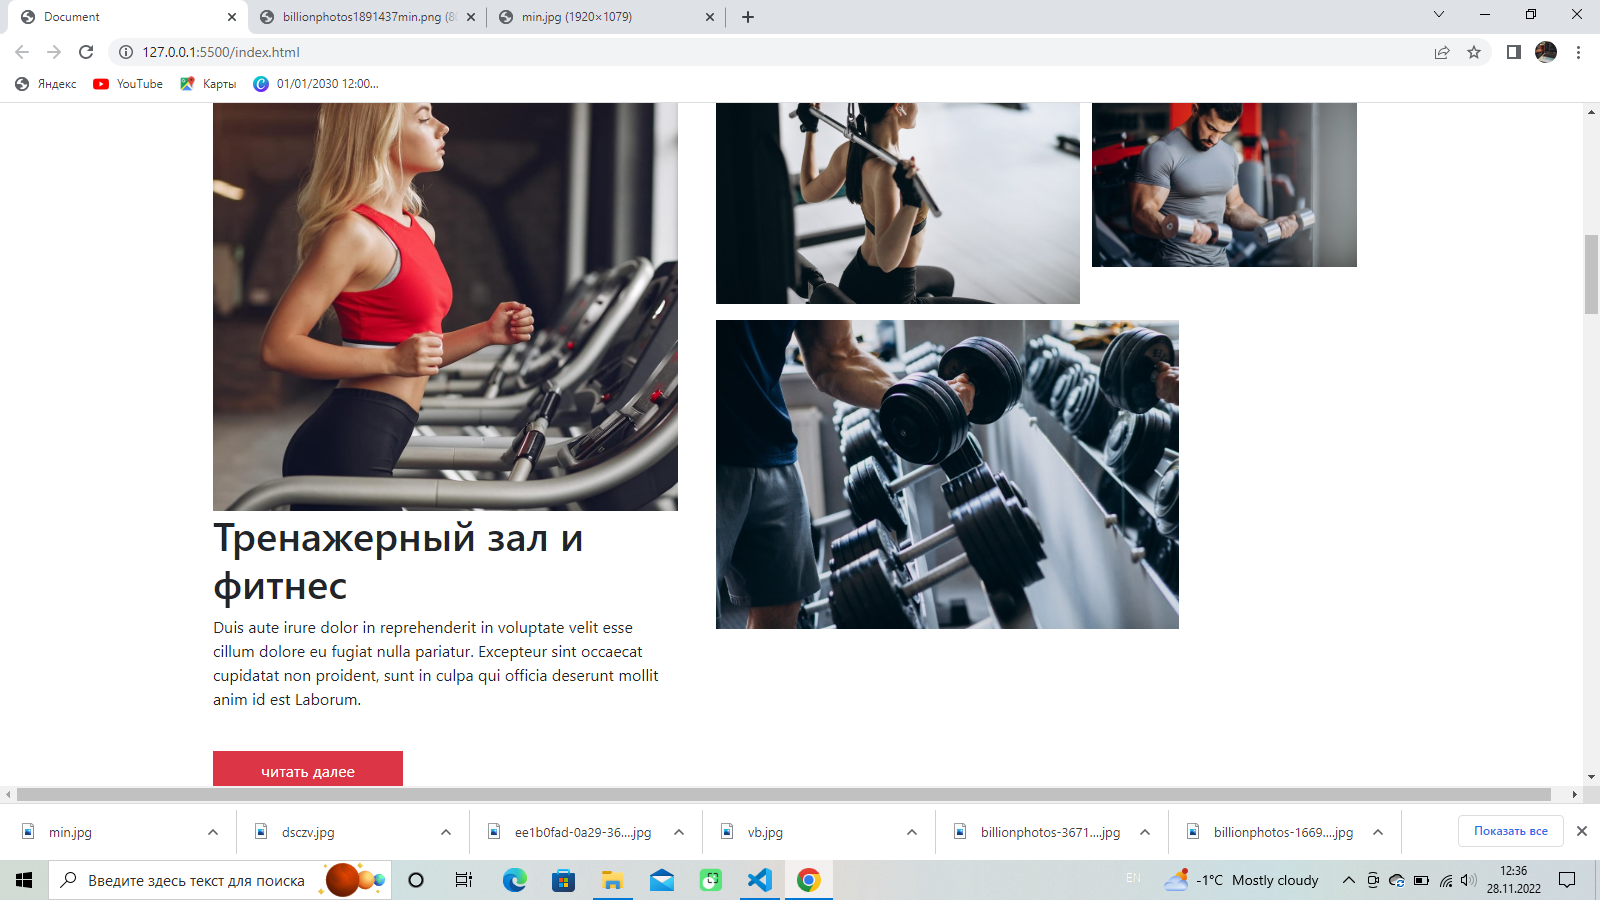 Document
billionphotos1891437min.png (80
min.jpg (1920×1079)
127.0.0.1:5500/index.html
Яндекс
YouTube
Карты
01/01/2030 12:00...
Тренажерный зал и
фитнес
Duis aute irure dolor in reprehenderit in voluptate velit esse
cillum dolore eu fugiat nulla pariatur. Excepteur sint occaecat
cupidatat non proident, sunt in culpa qui officia deserunt mollit
anim id est Laborum.
читать далее
min.jpg
dsczv.jpg
ee1b0fad-0a29-36....jpg
vb.jpg
billionphotos-3671....jpg
billionphotos-1669....jpg
Показать все
Введите здесь текст для поиска
EN
-1°C Mostly cloudy
12:36
28.11.2022